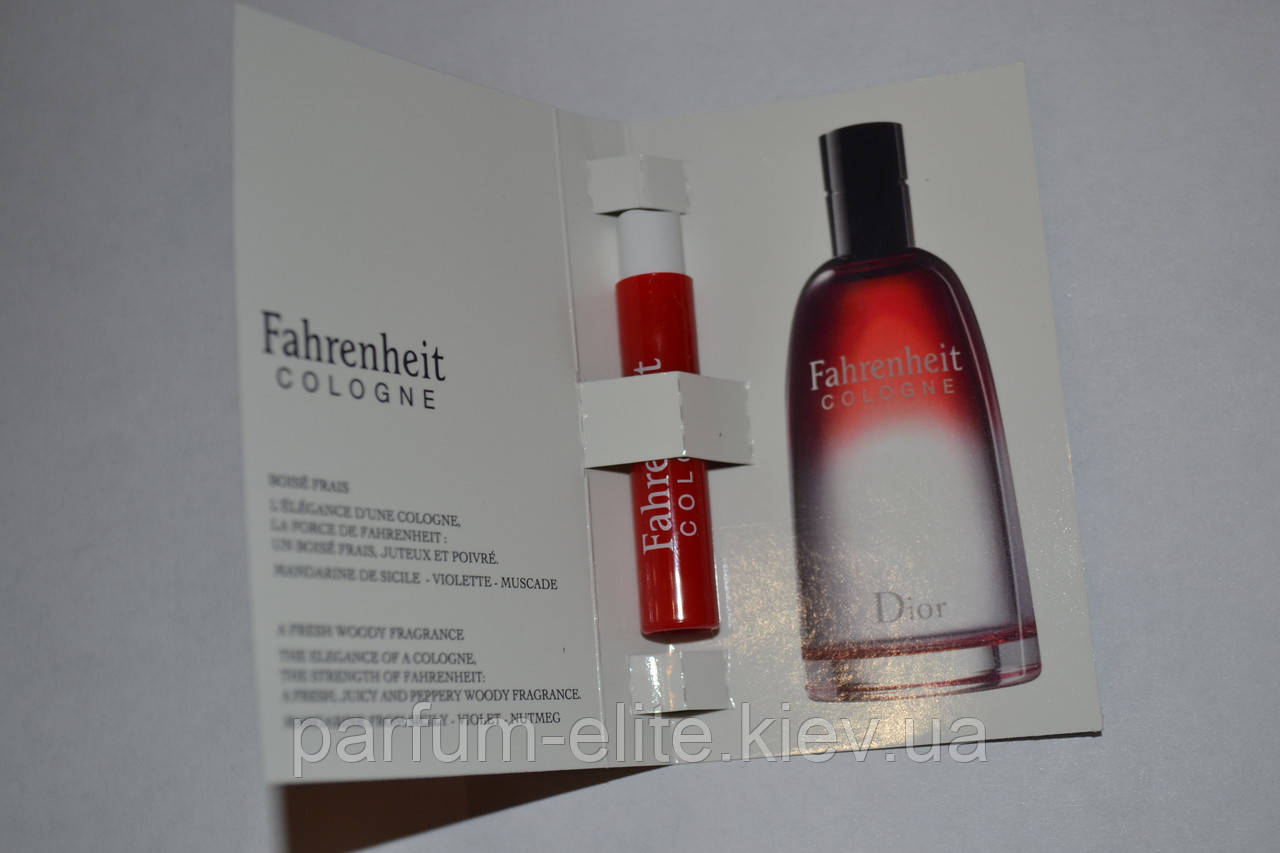 Fahrenheit
COLOGNE
BOISÉ FRAIS
L'ÉLÉGANCE D'UNE COLOGNE,
LA FORCE DE FAHRENHEIT :
UN BOISÉ FRAIS, JUTEUX ET POIVRÉ.
MANDARINE DE SICILE - VIOLETTE - MUSCADE
A FRESH WOODY FRAGRANCE
THE ELEGANCE OF A COLOGNE,
THE STRENGTH OF FAHRENHEIT:
A FRESH, JUICY AND PEPPERY WOODY FRAGRANCE.
- VIOLET - NUTMEG
Fahre
t
COL
Fahrenheit
COLOGNE
Dior
parfum-elite.kiev.ua